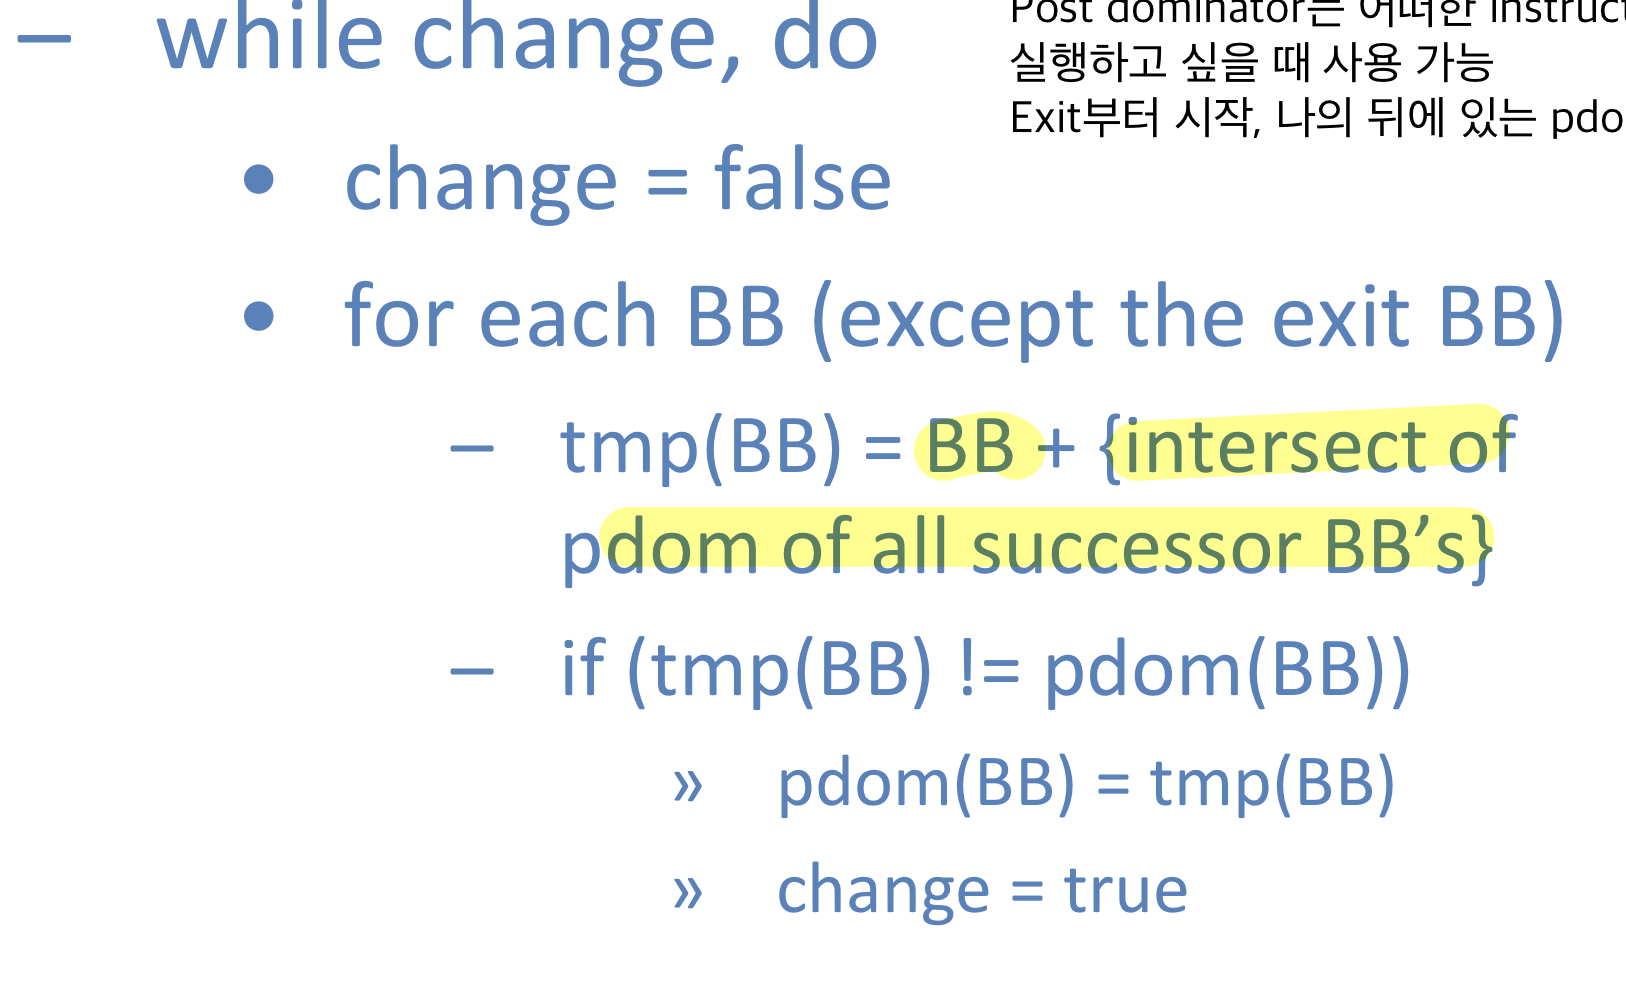 – while change, do
Post dominator는 어떠한 instruct
실행하고 싶을 때 사용 가능
Exit부터 시작, 나의 뒤에 있는 pdo
• change = false
• for each BB (except the exit BB)
– tmp(BB) = BB + {intersect of
pdom of all successor BB’s}
– if (tmp(BB) != pdom(BB))
» pdom(BB) = tmp(BB)
» change = true